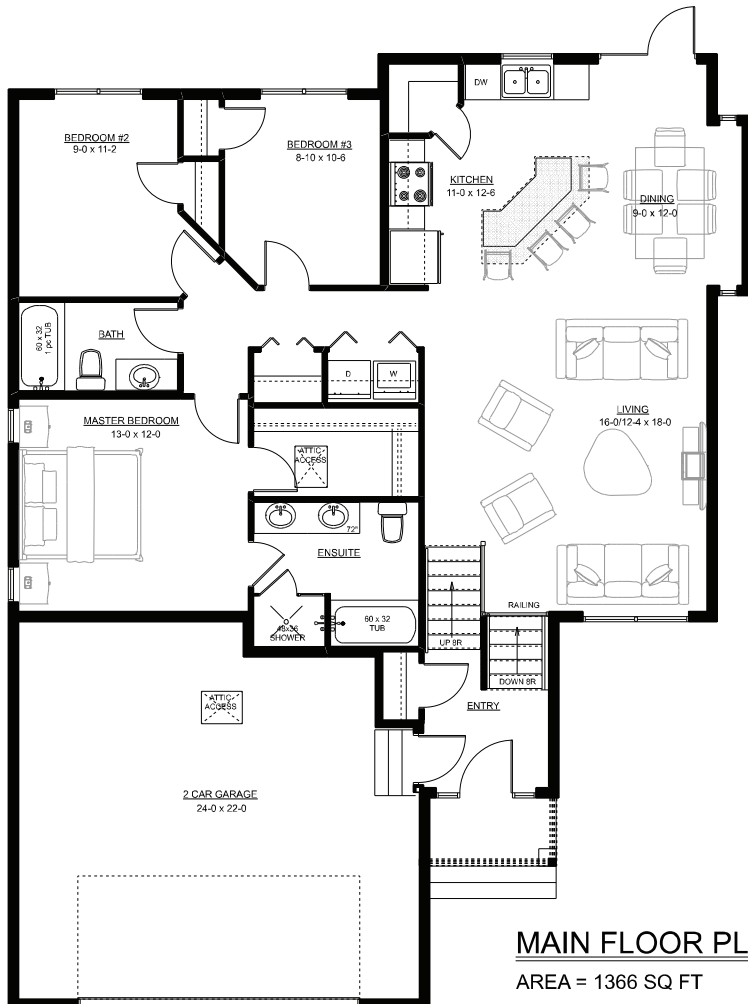 DW
BEDROOM #2
9-0 x 11-2
BEDROOM #3
8-10 x 10-6
KITCHEN
11-0 x 12-6
DINING
9-0 x 12-0
60 x 32
1 pc TUB
BATH
D
W
MASTER BEDROOM
13-0 x 12-0
LIVING
16-0/12-4 x 18-0
ATTIC
ACCESS
72"
ENSUITE
48x36
SHOWER
60 x 32
TUB
RAILING
UP 8R
DOWN 8R
ENTRY
ATTIC
ACCESS
2 CAR GARAGE
24-0 x 22-0
MAIN FLOOR PL
AREA = 1366 SQ FT